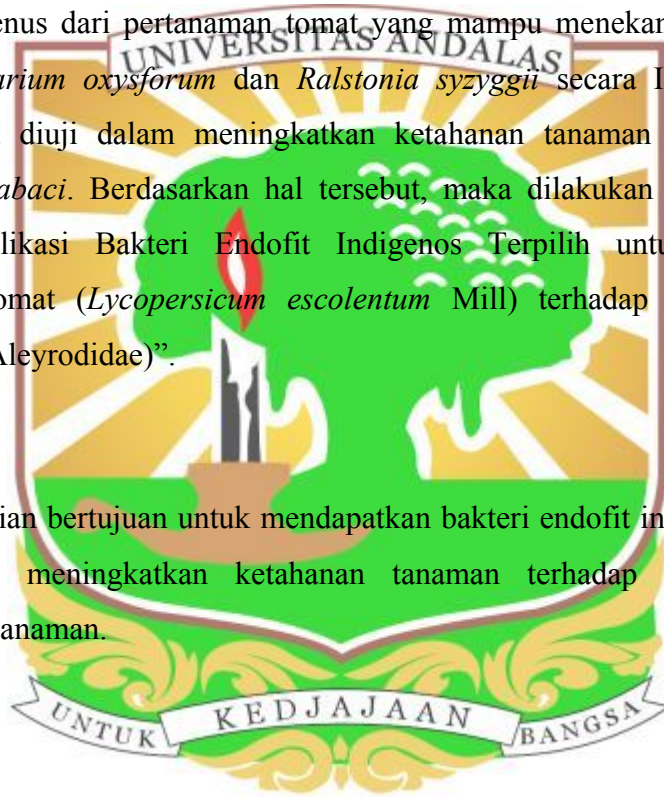 UNIVERSITAS ANDALAS
enus dari pertanaman tomat yang mampu menekan
arium oxysforum dan Ralstonia syzyggii secara I
diuji dalam meningkatkan ketahanan tanaman
abaci. Berdasarkan hal tersebut, maka dilakukan
likasi Bakteri Endofit Indigenos Terpilih untu
omat (Lycopersicum escolentum Mill) terhadap
Aleyrodidae)”.
ian bertujuan untuk mendapatkan bakteri endofit in
meningkatkan ketahanan tanaman terhadap
anaman.
UNTUK KEDJAJAAN BANGSA